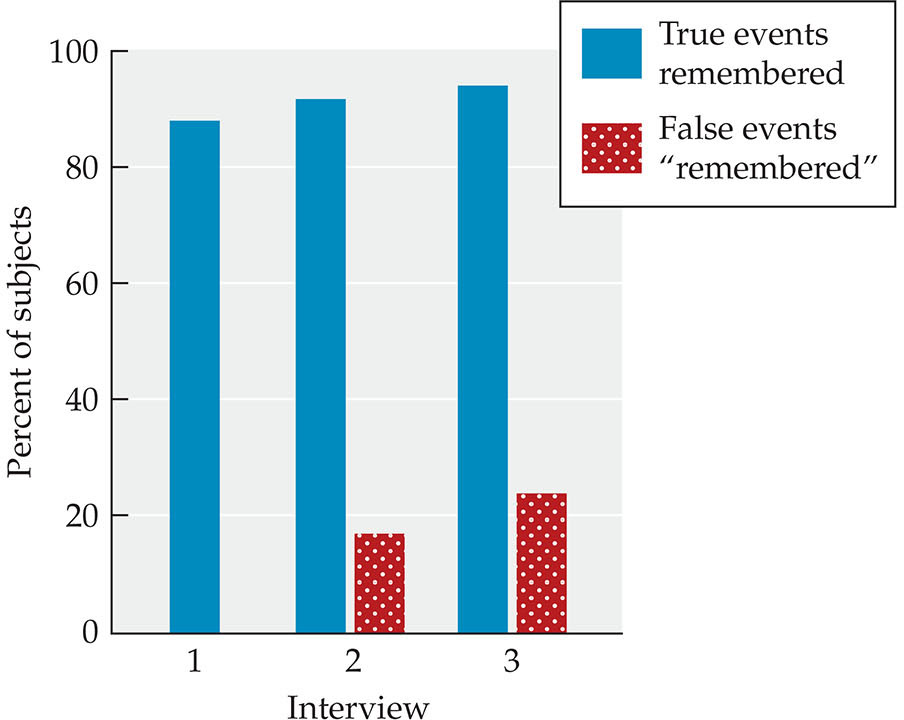 True events
remembered
False events
“remembered”
Percent of subjects
100
80
60
40
20
0
1 2 3
Interview